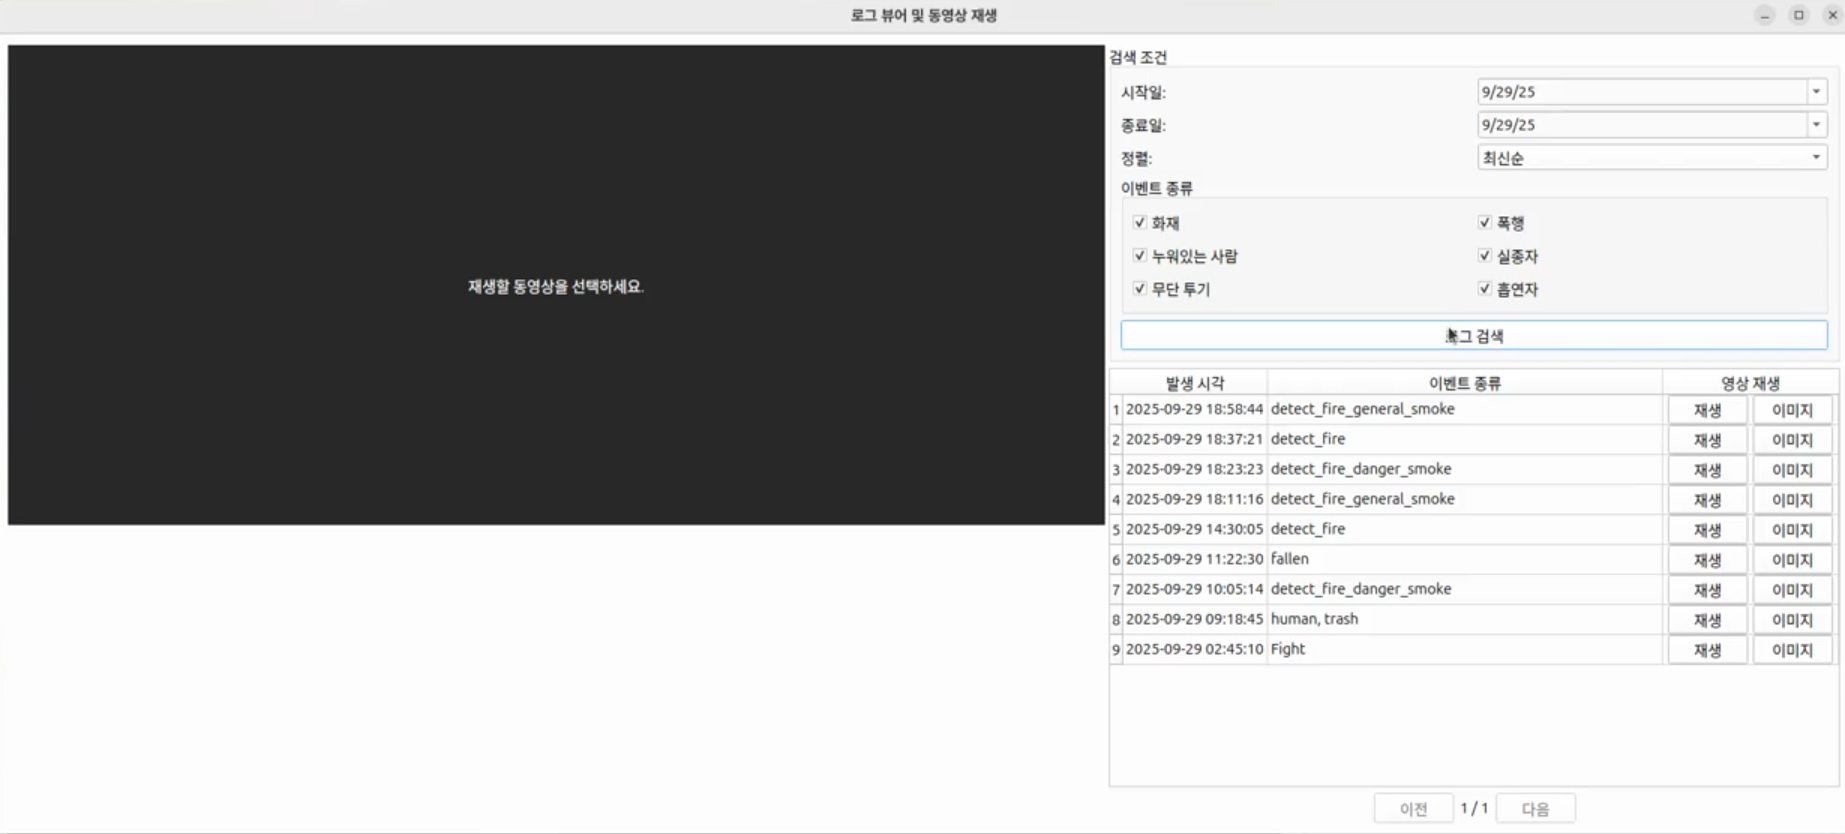 로그 뷰어 및 동영상 재생
재생할 동영상을 선택하세요.
검색 조건
시작일: 9/29/25
종료일: 9/29/25
정렬: 최신순
이벤트 종류
화재 폭행
누워있는 사람 실종자
무단 투기 흡연자
그 검색
발생 시각 이벤트 종류 영상 재생
1 2025-09-29 18:58:44 detect_fire_general_smoke 재생 이미지
2 2025-09-29 18:37:21 detect_fire 재생 이미지
3 2025-09-29 18:23:23 detect_fire_danger_smoke 재생 이미지
4 2025-09-29 18:11:16 detect_fire_general_smoke 재생 이미지
5 2025-09-29 14:30:05 detect_fire 재생 이미지
6 2025-09-29 11:22:30 fallen 재생 이미지
7 2025-09-29 10:05:14 detect_fire_danger_smoke 재생 이미지
8 2025-09-29 09:18:45 human, trash 재생 이미지
9 2025-09-29 02:45:10 Fight 재생 이미지
이전 1 / 1 다음